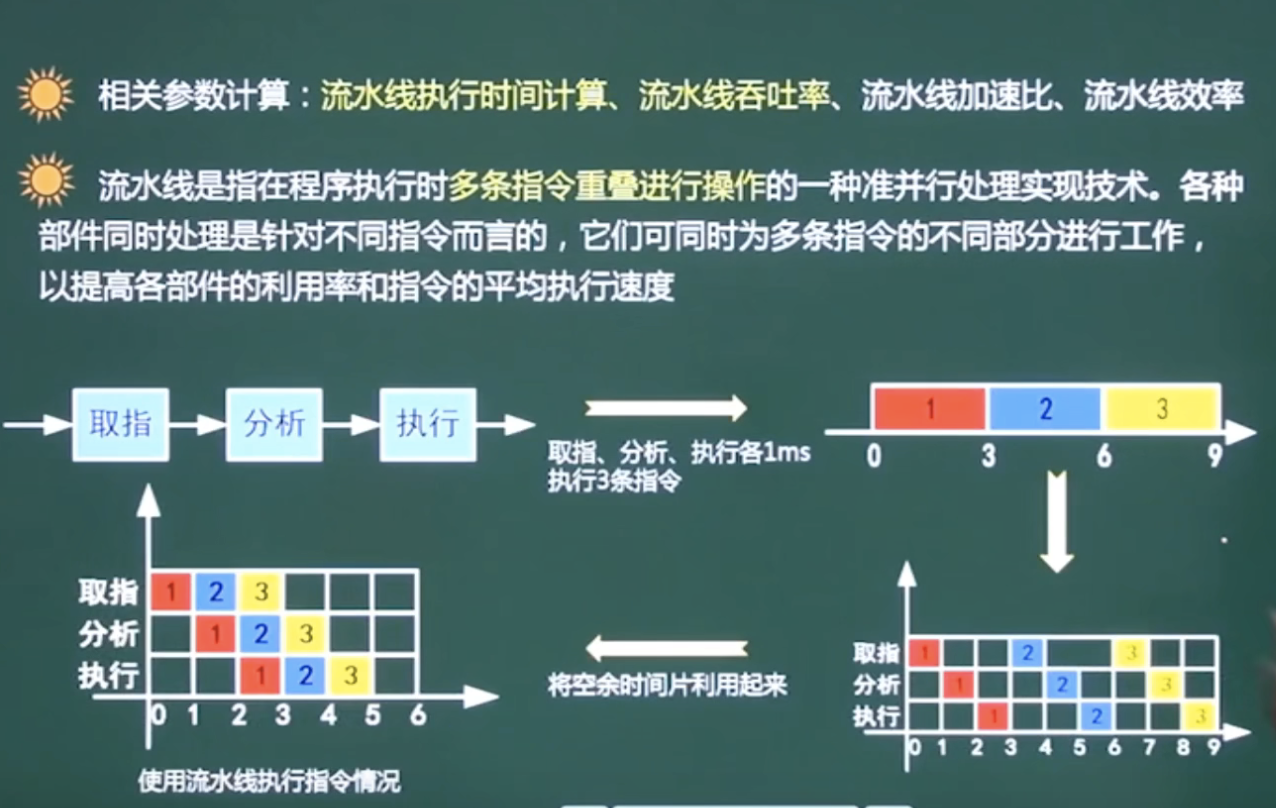 相关参数计算：流水线执行时间计算、流水线吞吐率、流水线加速比、流水线效率
流水线是指在程序执行时多条指令重叠进行操作的一种准并行处理实现技术。各种
部件同时处理是针对不同指令而言的，它们可同时为多条指令的不同部分进行工作，
以提高各部件的利用率和指令的平均执行速度
取指 分析 执行
取指、分析、执行各1ms
执行3条指令
1 2 3
0 3 6 9
取指 1 2 3
分析 1 2 3
执行 1 2 3
0 1 2 3 4 5 6
使用流水线执行指令情况
将空余时间片利用起来
取指 1 2 3
分析 1 2 3
执行 1 2 3
0 1 2 3 4 5 6 7 8 9